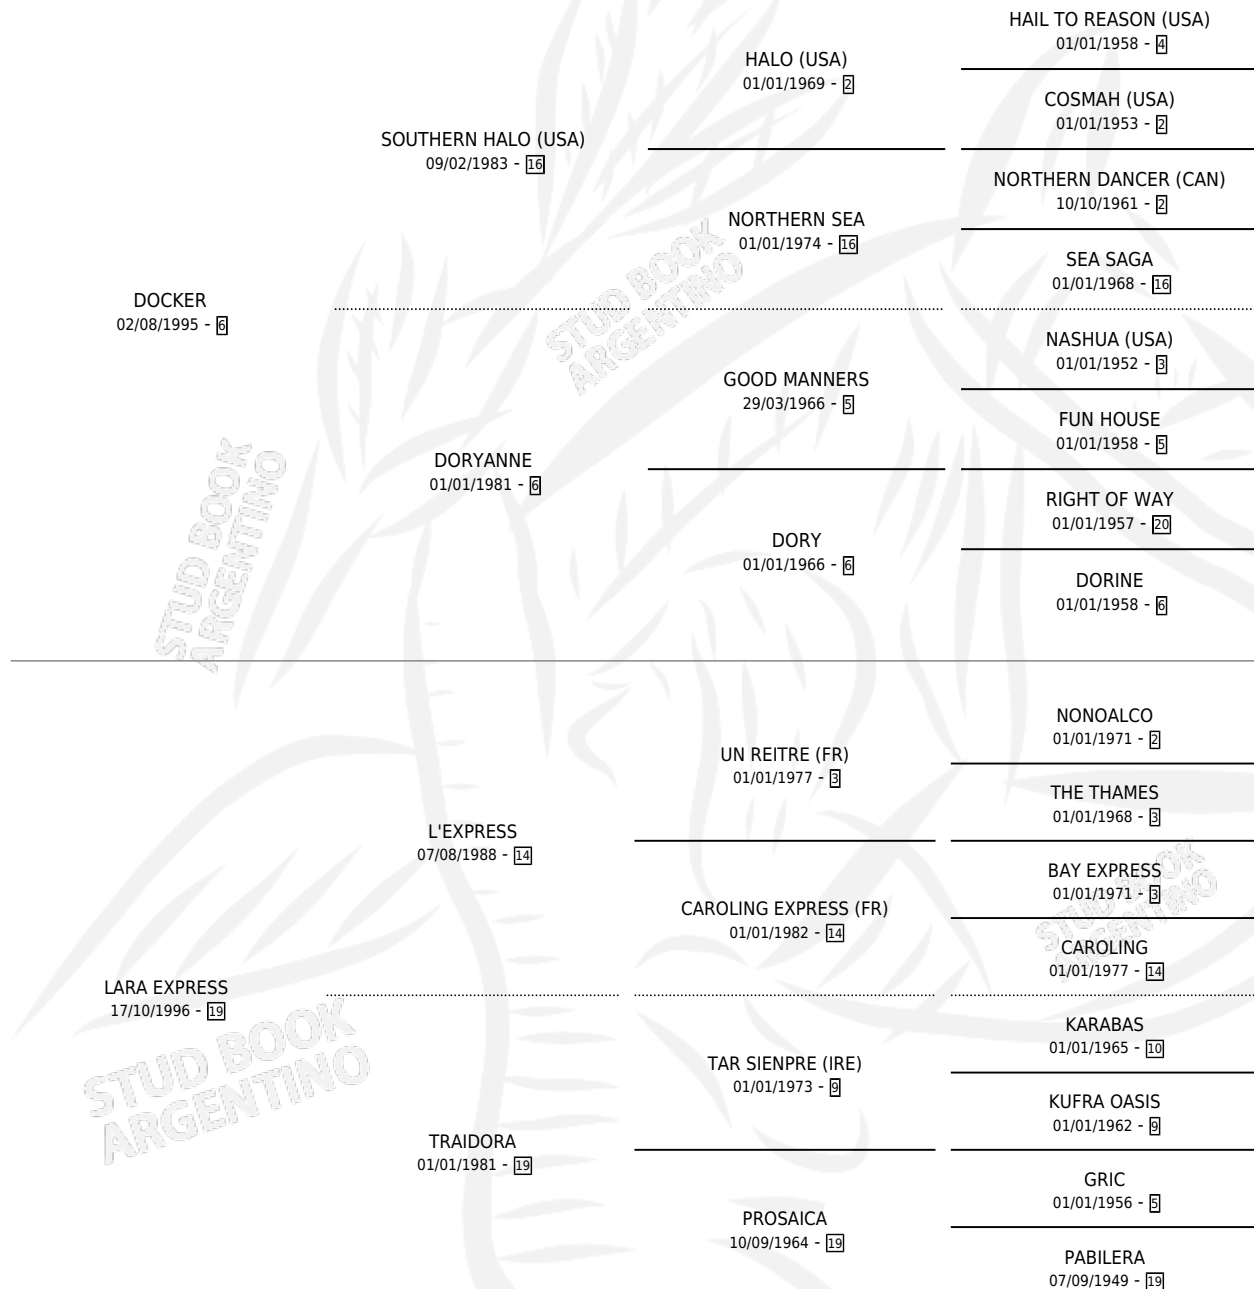 HAIL TO REASON (USA)
01/01/1958 - 4
HALO (USA)
01/01/1969 - 2
COSMAH (USA)
01/01/1953 - 2
SOUTHERN HALO (USA)
09/02/1983 - 16
NORTHERN DANCER (CAN)
10/10/1961 - 2
NORTHERN SEA
01/01/1974 - 16
SEA SAGA
01/01/1968 - 16
DOCKER
02/08/1995 - 6
NASHUA (USA)
01/01/1952 - 3
GOOD MANNERS
29/03/1966 - 5
FUN HOUSE
01/01/1958 - 5
DORYANNE
01/01/1981 - 6
RIGHT OF WAY
01/01/1957 - 20
DORY
01/01/1966 - 6
DORINE
01/01/1958 - 6
NONOALCO
01/01/1971 - 2
UN REITRE (FR)
01/01/1977 - 3
THE THAMES
01/01/1968 - 3
L'EXPRESS
07/08/1988 - 14
BAY EXPRESS
01/01/1971 - 3
CAROLING EXPRESS (FR)
01/01/1982 - 14
CAROLING
01/01/1977 - 14
LARA EXPRESS
17/10/1996 - 19
KARABAS
01/01/1965 - 10
TAR SIENPRE (IRE)
01/01/1973 - 9
KUFRA OASIS
01/01/1962 - 9
TRAIDORA
01/01/1981 - 19
GRIC
01/01/1956 - 5
PROSAICA
10/09/1964 - 19
PABILERA
07/09/1949 - 19
STUD BOOK
ARGENTINO
STUD BOOK
ARGENTINO
STUD BOOK
ARGENTINO
STUD BOOK
ARGENTINO